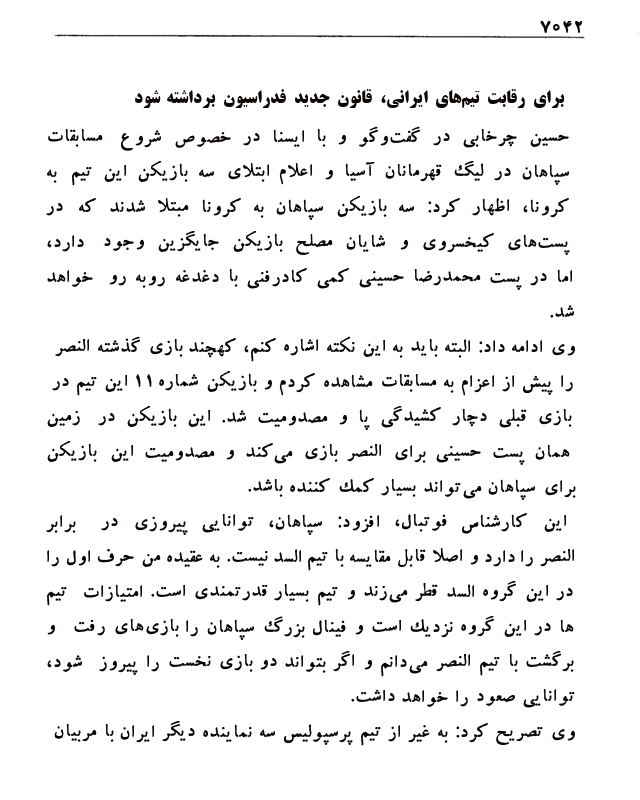 ۷۰۴۲
برای رقابت تیم‌های ایرانی، قانون جدید فدراسیون برداشته شود
حسین چرخابی در گفت‌وگو و با ایسنا در خصوص شروع مسابقات
سپاهان در لیگ قهرمانان آسیا و اعلام ابتلای سه بازیکن این تیم به
کرونا، اظهار کرد: سه بازیکن سپاهان به کرونا مبتلا شدند که در
پست‌های کیخسروی و شایان مصلح بازیکن جایگزین وجود دارد،
اما در پست محمدرضا حسینی کمی کادرفنی با دغدغه روبه رو خواهد
شد.
وی ادامه داد: البته باید به این نکته اشاره کنم، کهچند بازی گذشته النصر
را پیش از اعزام به مسابقات مشاهده کردم و بازیکن شماره ۱۱ این تیم در
بازی قبلی دچار کشیدگی پا و مصدومیت شد. این بازیکن در زمین
همان پست حسینی برای النصر بازی می‌کند و مصدومیت این بازیکن
برای سپاهان می‌تواند بسیار کمک کننده باشد.
این کارشناس فوتبال، افزود: سپاهان، توانایی پیروزی در برابر
النصر را دارد و اصلا قابل مقایسه با تیم السد نیست. به عقیده من حرف اول را
در این گروه السد قطر می‌زند و تیم بسیار قدرتمندی است. امتیازات تیم
ها در این گروه نزدیک است و فینال بزرگ سپاهان را بازی‌های رفت و
برگشت با تیم النصر می‌دانم و اگر بتواند دو بازی نخست را پیروز شود،
توانایی صعود را خواهد داشت.
وی تصریح کرد: به غیر از تیم پرسپولیس سه نماینده دیگر ایران با مربیان